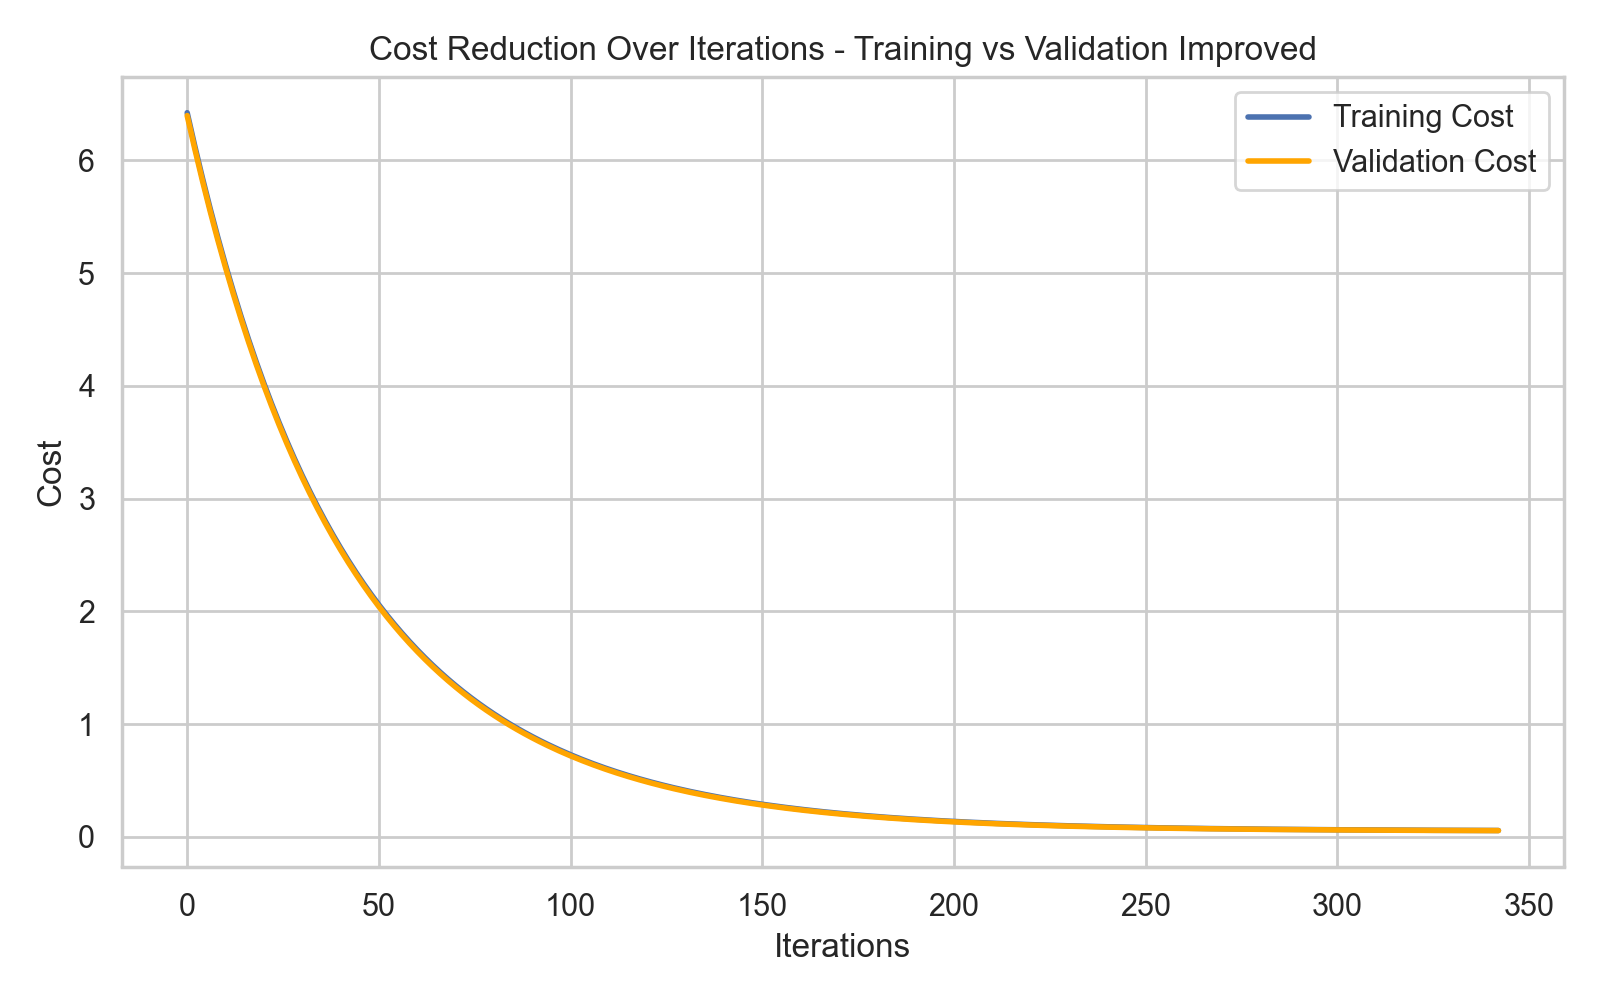 Cost Reduction Over Iterations - Training vs Validation Improved
Training Cost
Validation Cost
6
5
4
3
2
1
0
Cost
0 50 100 150 200 250 300 350
Iterations